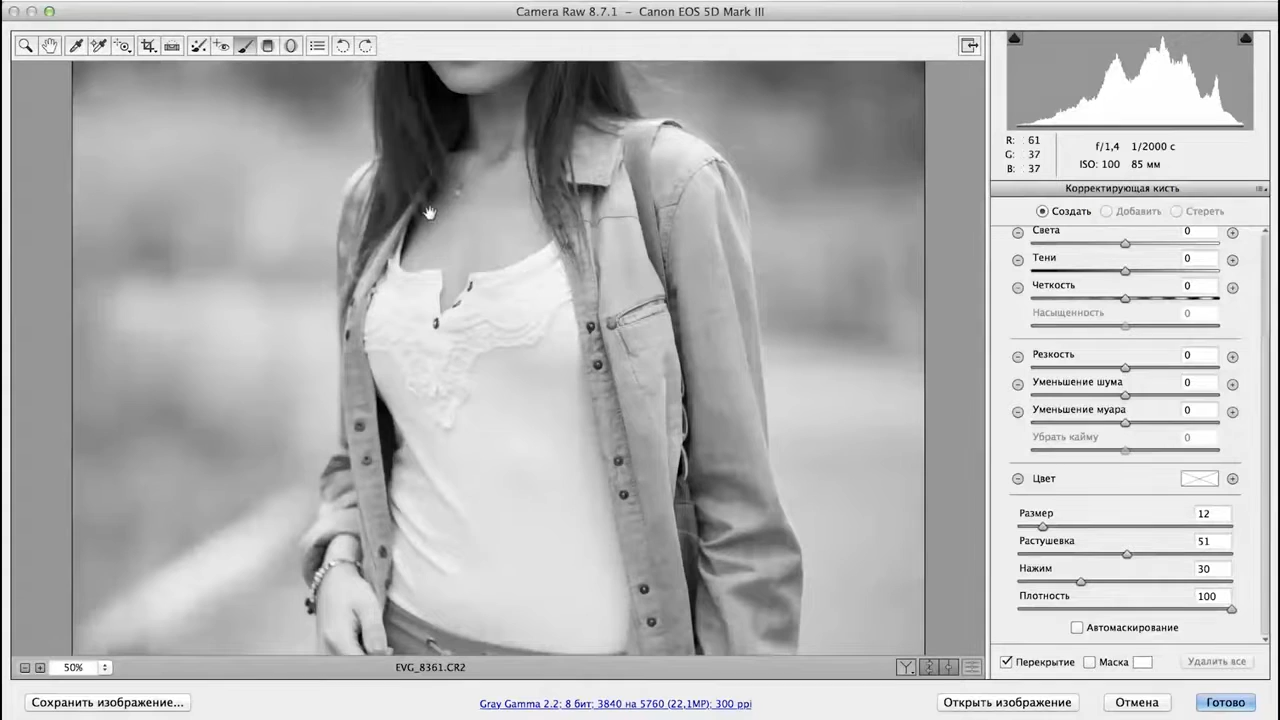 Camera Raw 8.7.1 – Canon EOS 5D Mark III
R: 61
G: 37
B: 37
f/1,4 1/2000 с
ISO: 100 85 мм
Корректирующая кисть
Создать Добавить Стереть
Света 0
Тени 0
Четкость 0
Насыщенность 0
Резкость 0
Уменьшение шума 0
Уменьшение муара 0
Убрать кайму 0
Цвет
Размер 12
Растушевка 51
Нажим 30
Плотность 100
Автомаскирование
50% EVG_8361.CR2 Y
Перекрытие Маска Удалить все
Сохранить изображение... Gray Gamma 2.2; 8 бит; 3840 на 5760 (22,1MP); 300 ppi Открыть изображение Отмена Готово